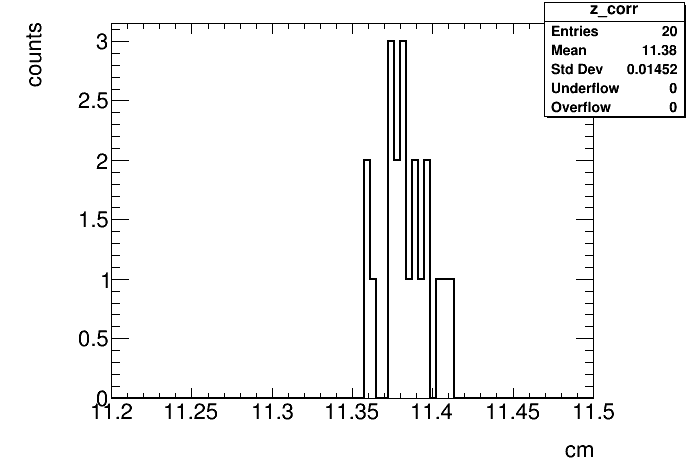 z_corr
Entries 20
Mean 11.38
Std Dev 0.01452
Underflow 0
Overflow 0
counts
3
2.5
2
1.5
1
0.5
0
11.2 11.25 11.3 11.35 11.4 11.45 11.5
cm